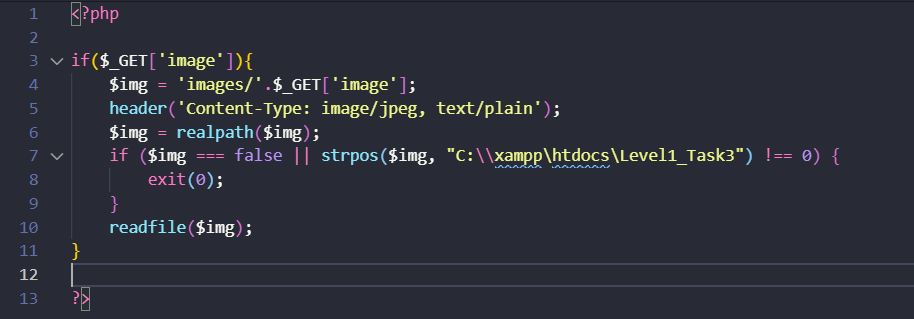 1 <?php
2
3 if($_GET['image']){
4 $img = 'images/'.$_GET['image'];
5 header('Content-Type: image/jpeg, text/plain');
6 $img = realpath($img);
7 if ($img === false || strpos($img, "C:\\xampp\htdocs\Level1_Task3") !== 0) {
8 exit(0);
9 }
10 readfile($img);
11 }
12
13 ?>